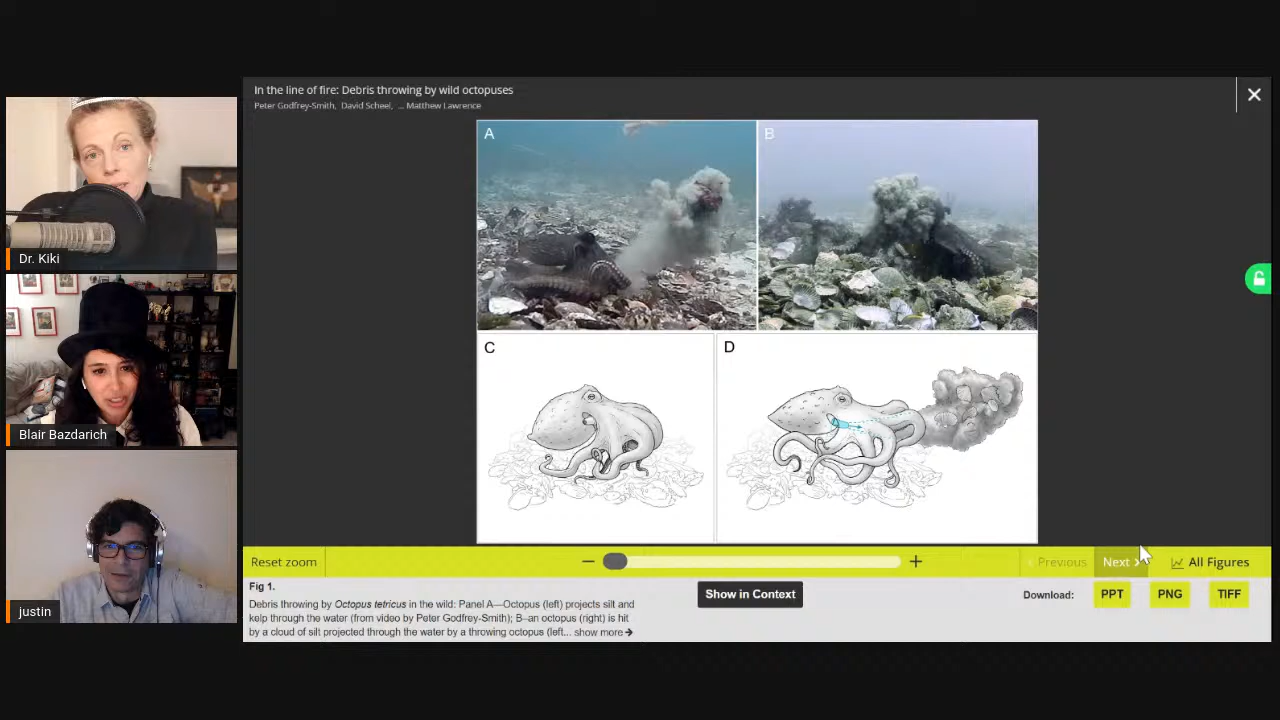 In the line of fire: Debris throwing by wild octopuses
Peter Godfrey-Smith, David Scheel, ... Matthew Lawrence
A
B
C
D
Dr. Kiki
Blair Bazdarich
justin
Reset zoom
Previous
Next
All Figures
Fig 1.
Debris throwing by Octopus tetricus in the wild: Panel A—Octopus (left) projects silt and
kelp through the water (from video by Peter Godfrey-Smith); B–an octopus (right) is hit
by a cloud of silt projected through the water by a throwing octopus (left... show more
Show in Context
Download:
PPT
PNG
TIFF